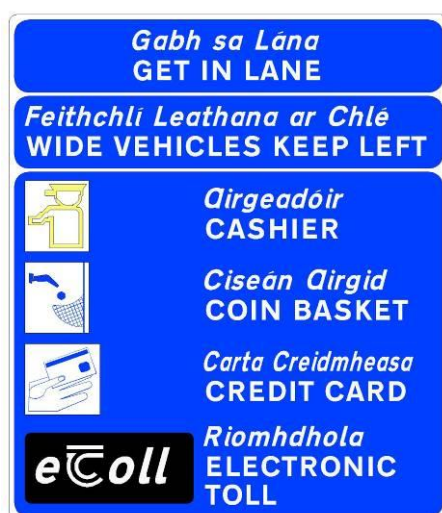 Gabh sa Lána
GET IN LANE
Feithchlí Leathana ar Chlé
WIDE VEHICLES KEEP LEFT
Airgeadóir
CASHIER
Ciseán Airgid
COIN BASKET
Carta Creidmheasa
CREDIT CARD
eToll
Riomhdhola
ELECTRONIC
TOLL